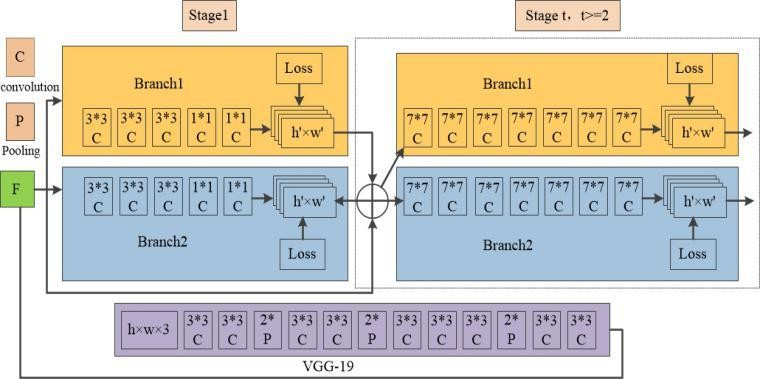 Stage1
Stage t，t>=2
C
convolution
P
Pooling
F
Branch1
Loss
3*3 3*3 3*3 1*1 1*1
C C C C C
h'×w'
3*3 3*3 3*3 1*1 1*1
C C C C C
h'×w'
Branch2
Loss
Branch1
Loss
7*7 7*7 7*7 7*7 7*7 7*7 7*7
C C C C C C C
h'×w'
7*7 7*7 7*7 7*7 7*7 7*7 7*7
C C C C C C C
h'×w'
Branch2
Loss
h×w×3
3*3 3*3 2* 3*3 3*3 2* 3*3 3*3 3*3 2* 3*3 3*3
C C P C C P C C C P C C
VGG-19